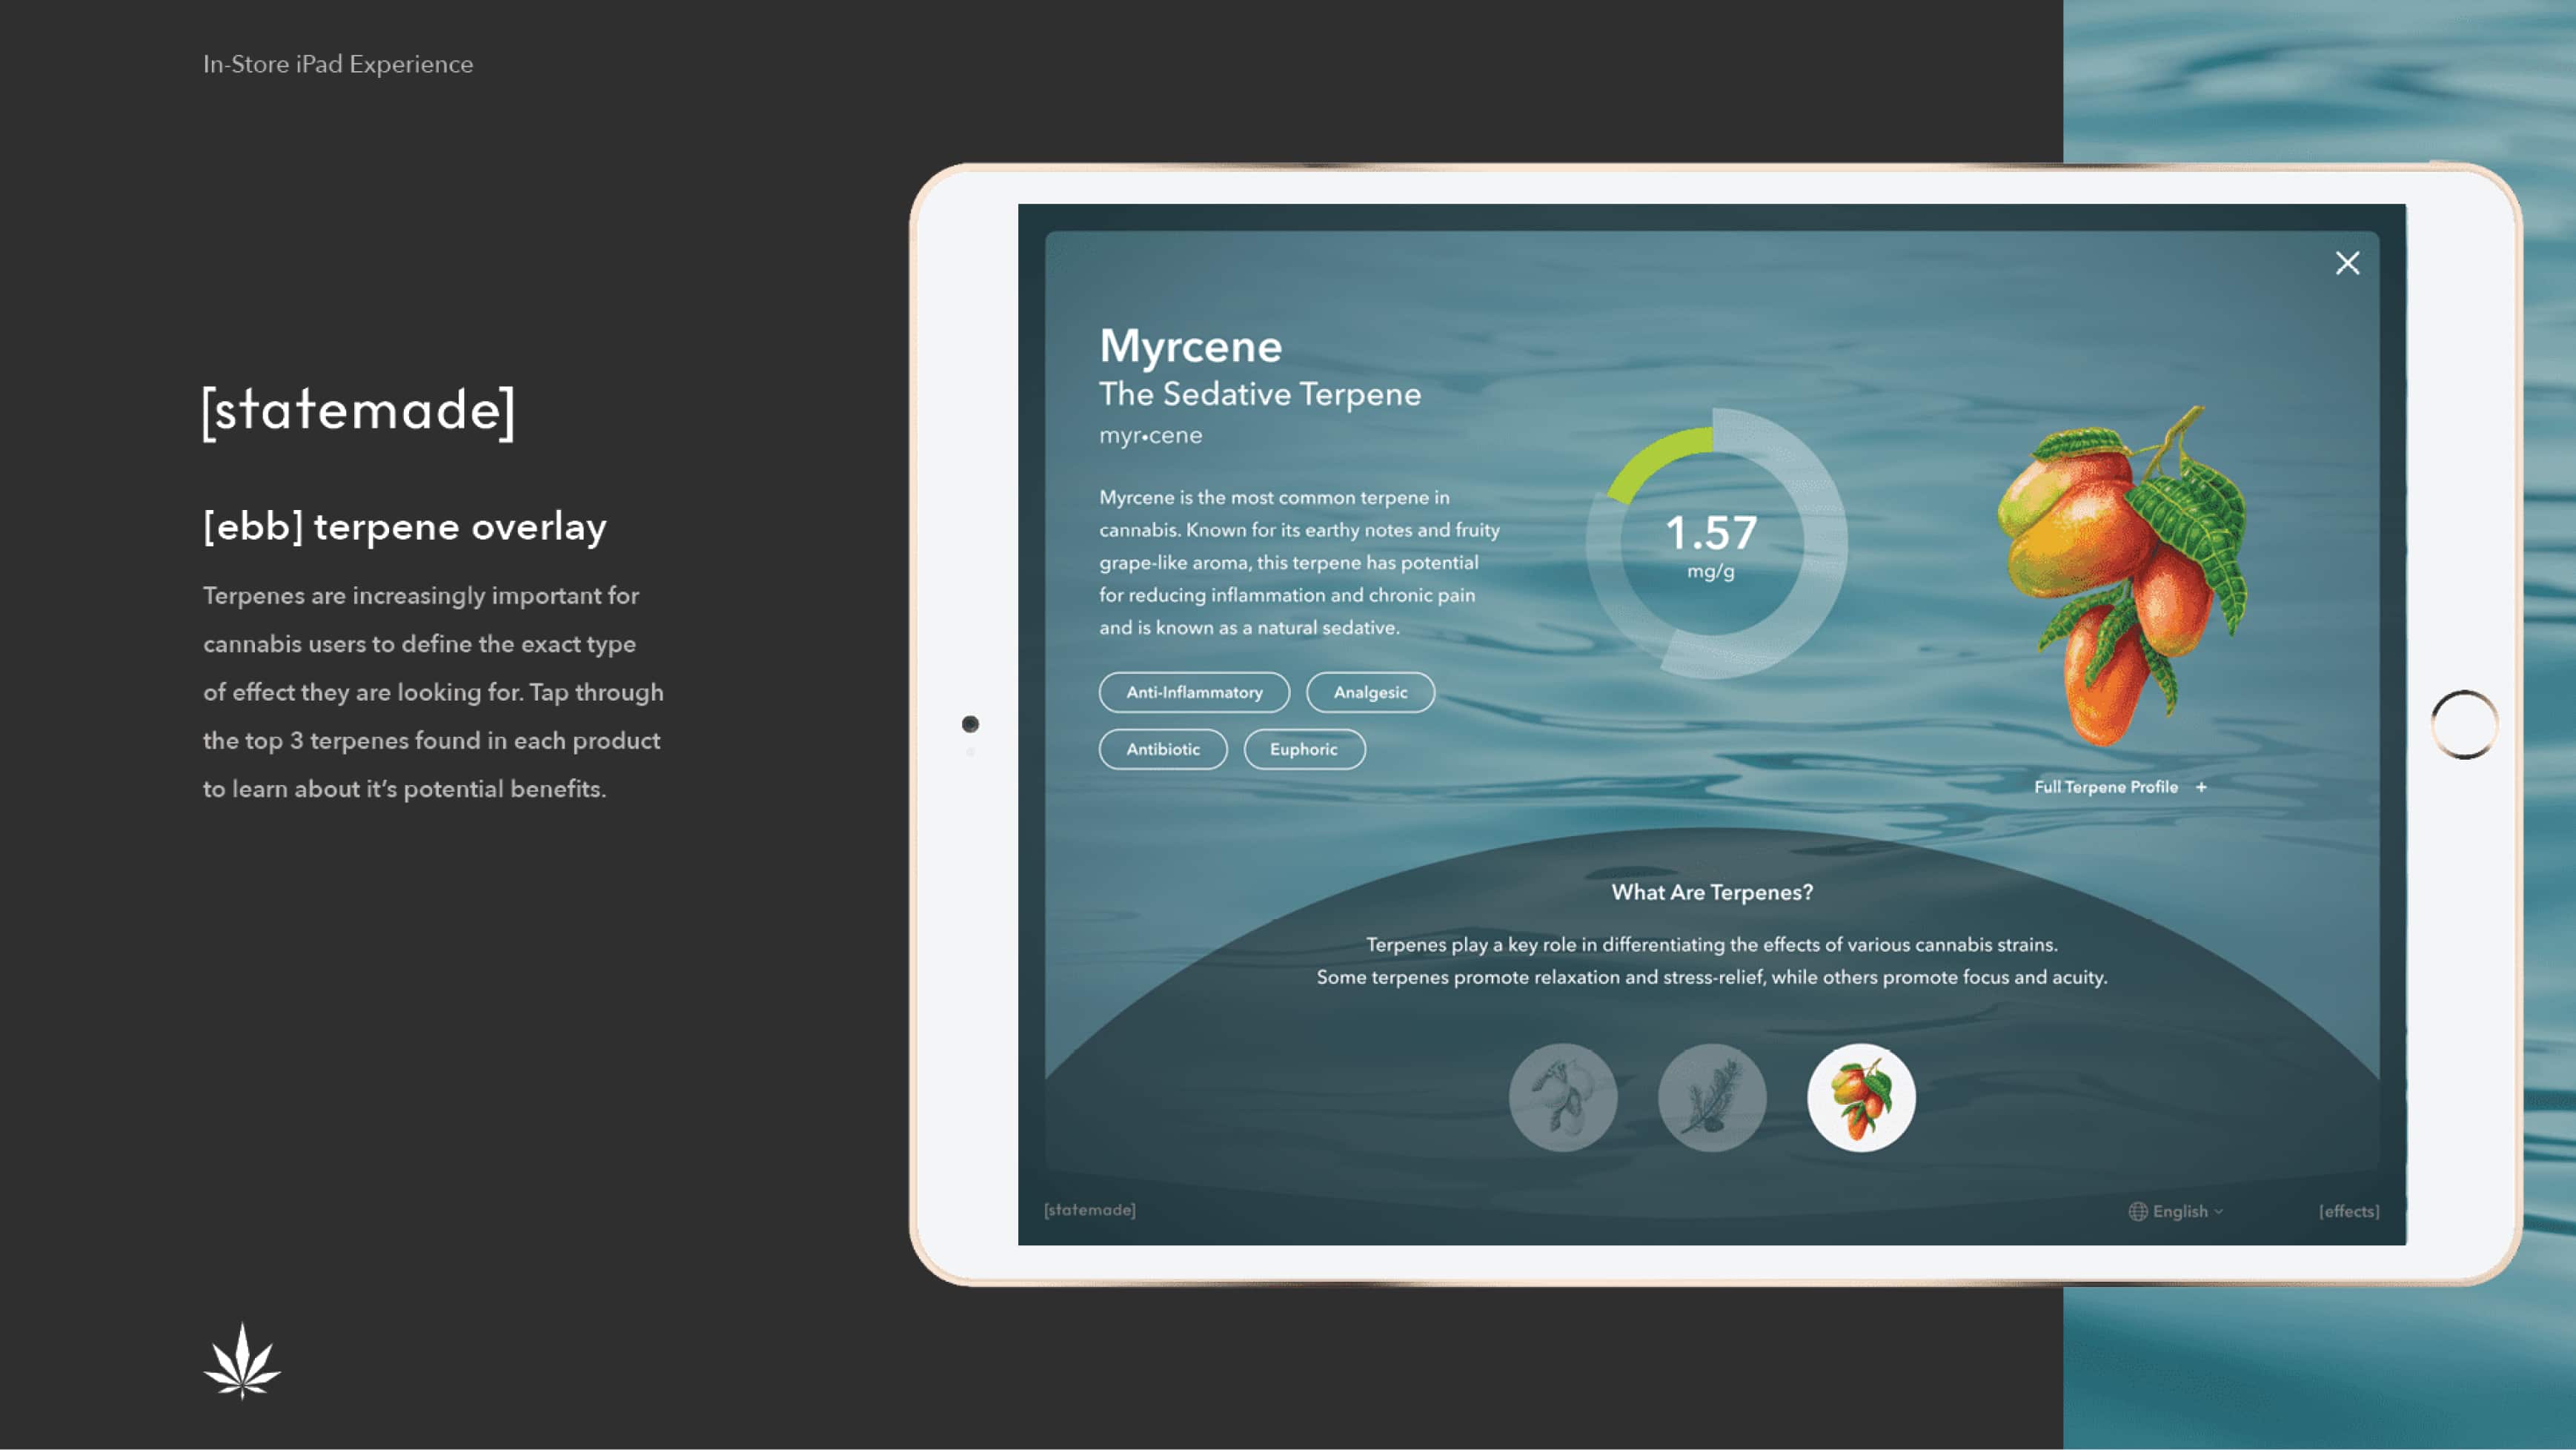 In-Store iPad Experience
[statemade]
[ebb] terpene overlay
Terpenes are increasingly important for
cannabis users to define the exact type
of effect they are looking for. Tap through
the top 3 terpenes found in each product
to learn about it’s potential benefits.
Myrcene
The Sedative Terpene
myr•cene
Myrcene is the most common terpene in
cannabis. Known for its earthy notes and fruity
grape-like aroma, this terpene has potential
for reducing inflammation and chronic pain
and is known as a natural sedative.
Anti-Inflammatory
Analgesic
Antibiotic
Euphoric
1.57
mg/g
Full Terpene Profile +
What Are Terpenes?
Terpenes play a key role in differentiating the effects of various cannabis strains.
Some terpenes promote relaxation and stress-relief, while others promote focus and acuity.
[statemade]
English
[effects]